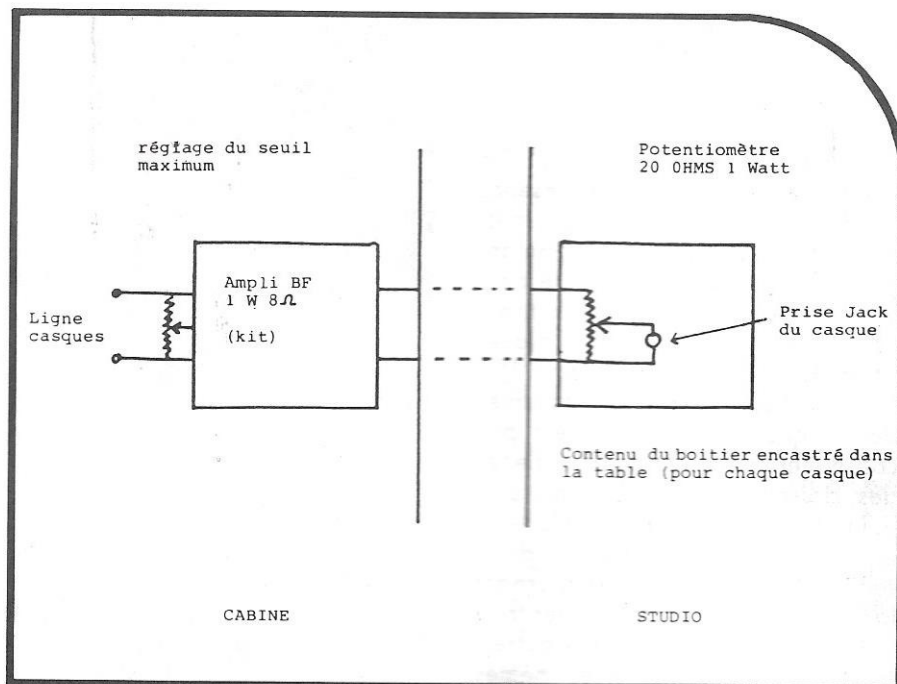 réglage du seuil
maximum
Potentiomètre
20 OHMS 1 Watt
Ampli BF
1 W 8Ω
(kit)
Ligne
casques
Prise Jack
du casque
Contenu du boitier encastré dans
la table (pour chaque casque)
CABINE
STUDIO